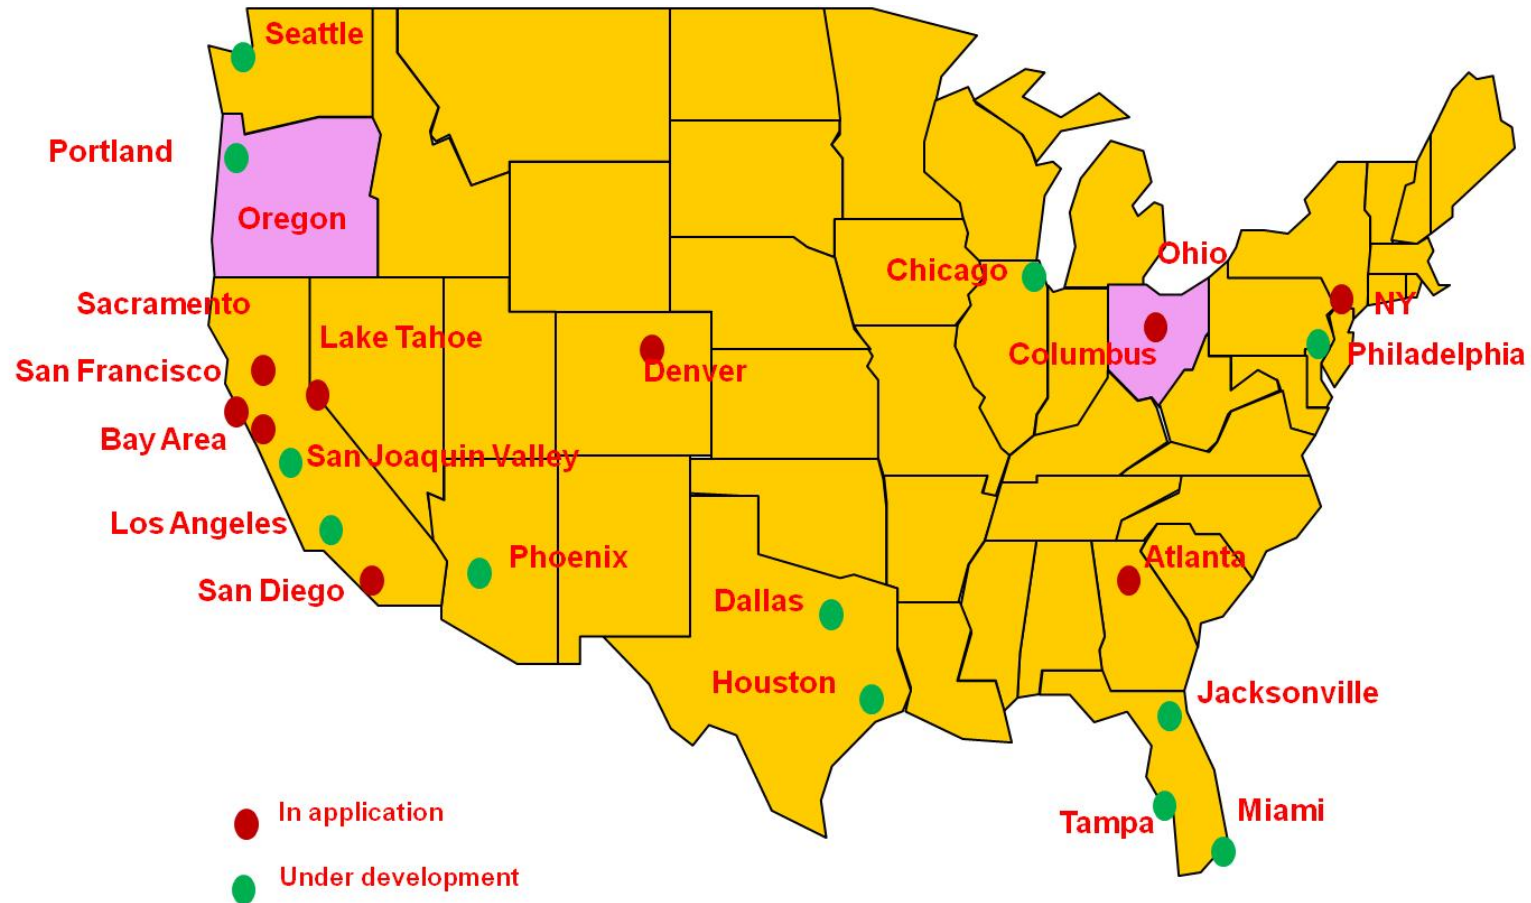 Seattle
Portland
Oregon
Ohio
Chicago
Sacramento
NY
Lake Tahoe
Columbus
Philadelphia
San Francisco
Denver
Bay Area
San Joaquin Valley
Los Angeles
Phoenix
Atlanta
San Diego
Dallas
Houston
Jacksonville
In application
Miami
Tampa
Under development